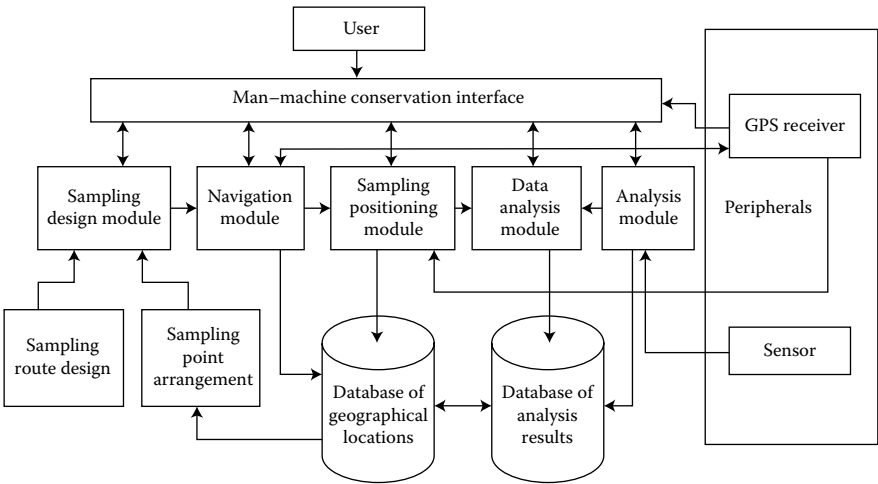 User
Man–machine conservation interface
GPS receiver
Sampling
design module
Navigation
module
Sampling
positioning
module
Data
analysis
module
Analysis
module
Peripherals
Sampling
route design
Sampling
point
arrangement
Sensor
Database of
geographical
locations
Database of
analysis
results